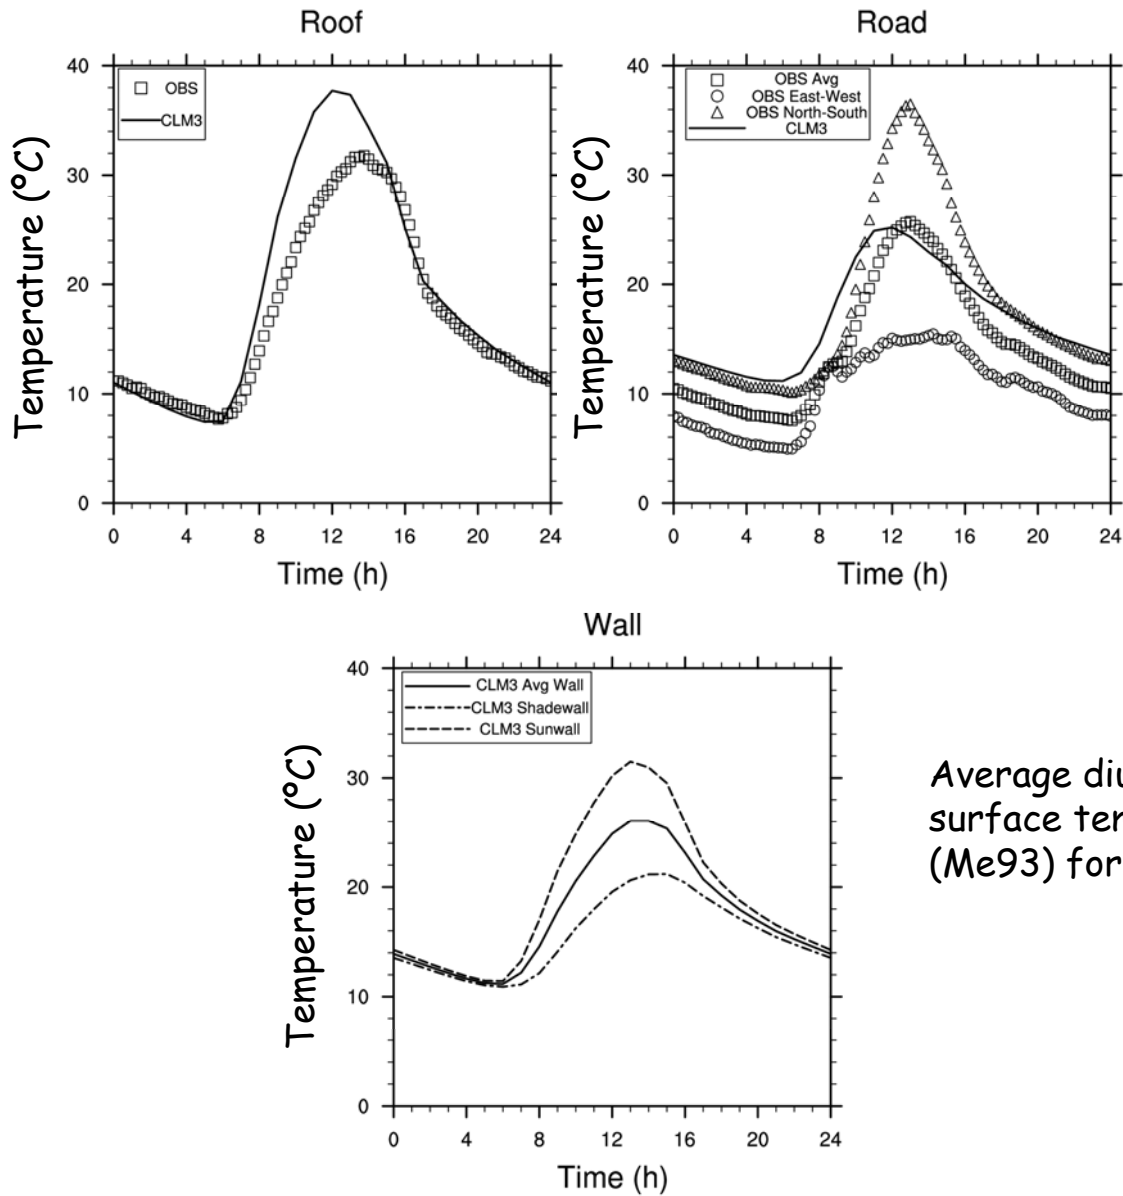 Roof
Temperature (°C)
40
30
20
10
0
OBS
CLM3
0 4 8 12 16 20 24
Time (h)
Road
Temperature (°C)
40
30
20
10
0
OBS Avg
OBS East-West
OBS North-South
CLM3
0 4 8 12 16 20 24
Time (h)
Wall
Temperature (°C)
40
30
20
10
0
CLM3 Avg Wall
CLM3 Shadewall
CLM3 Sunwall
0 4 8 12 16 20 24
Time (h)
Average
surface
(Me93) for